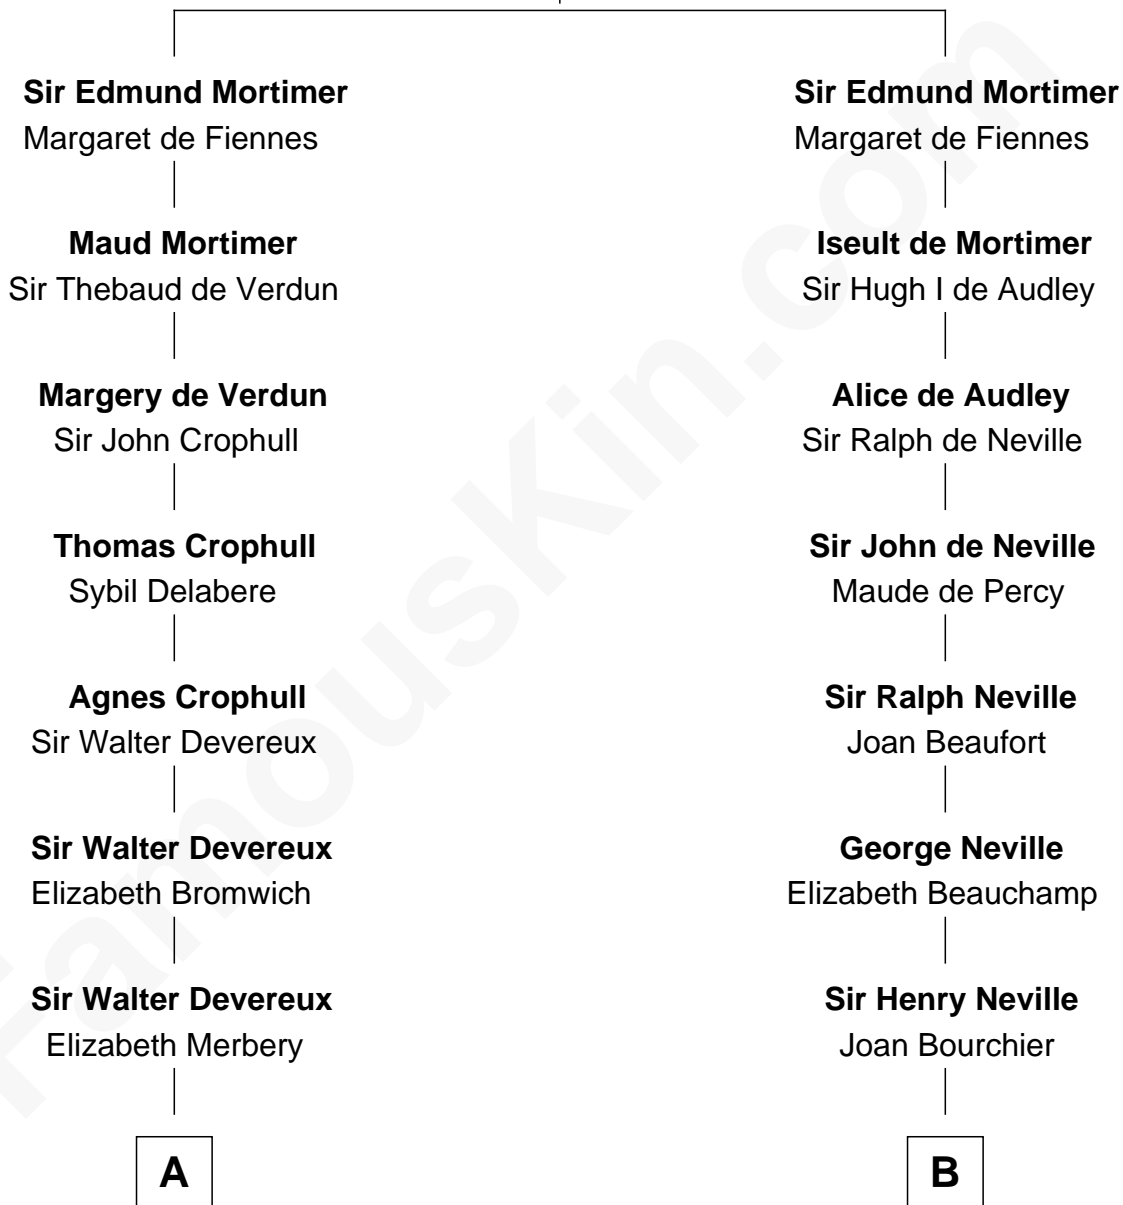 Sir Edmund Mortimer
Margaret de Fiennes
Maud Mortimer
Sir Thebaud de Verdun
Margery de Verdun
Sir John Crophull
Thomas Crophull
Sybil Delabere
Agnes Crophull
Sir Walter Devereux
Sir Walter Devereux
Elizabeth Bromwich
Sir Walter Devereux
Elizabeth Merbery
A
Sir Edmund Mortimer
Margaret de Fiennes
Iseult de Mortimer
Sir Hugh I de Audley
Alice de Audley
Sir Ralph de Neville
Sir John de Neville
Maude de Percy
Sir Ralph Neville
Joan Beaufort
George Neville
Elizabeth Beauchamp
Sir Henry Neville
Joan Bourchier
B
FamousKin.com